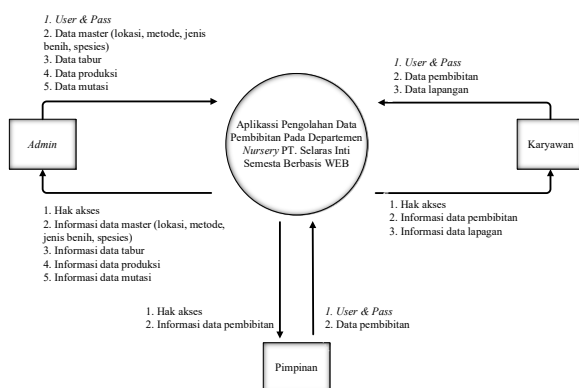 1. User & Pass
2. Data master (lokasi, metode, jenis
benih, spesies)
3. Data tabur
4. Data produksi
5. Data mutasi
1. User & Pass
2. Data pembibitan
3. Data lapangan
Admin
Aplikassi Pengolahan Data
Pembibitan Pada Departemen
Nursery PT. Selaras Inti
Semesta Berbasis WEB
Karyawan
1. Hak akses
2. Informasi data master (lokasi, metode,
jenis benih, spesies)
3. Informasi data tabur
4. Informasi data produksi
5. Informasi data mutasi
1. Hak akses
2. Informasi data pembibitan
3. Informasi data lapagan
1. Hak akses
2. Informasi data pembibitan
1. User & Pass
2. Data pembibitan
Pimpinan